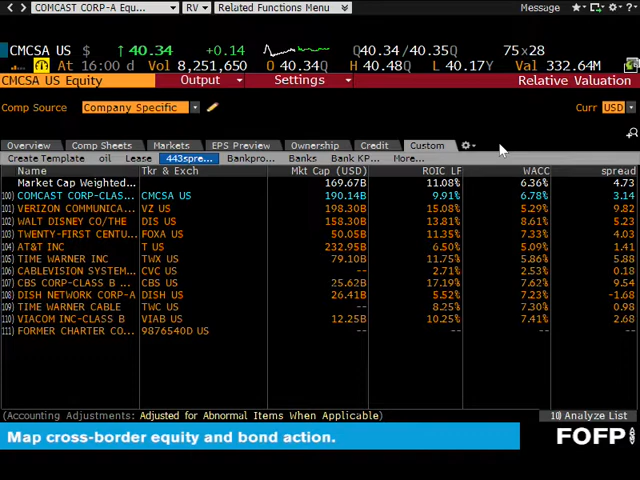 COMCAST CORP-A Equ... RV Related Functions Menu Message
CMCSA US $ ↑ 40.34 +0.14 Q40.34/40.35Q 75x28
At 16:00 d Vol 8,251,650 O 40.34Q H 40.48Q L 40.17Y Val 332.64M
CMCSA US Equity Output Settings Relative Valuation
Comp Source Company Specific Curr USD
Overview Comp Sheets Markets EPS Preview Ownership Credit Custom
Create Template oil Lease 443spre... Bankpro... Banks Bank KP... More...
Name Tkr & Exch Mkt Cap (USD) ROIC LF WACC spread
Market Cap Weighted... 169.67B 11.08% 6.36% 4.73
100) COMCAST CORP-CLAS... CMCSA US 190.14B 9.91% 6.78% 3.14
101) VERIZON COMMUNICA... VZ US 198.30B 15.08% 5.29% 9.82
102) WALT DISNEY CO/THE DIS US 158.30B 13.81% 8.61% 5.23
103) TWENTY-FIRST CENTU... FOXA US 50.05B 11.35% 7.33% 4.03
104) AT&T INC T US 232.95B 6.50% 5.09% 1.41
105) TIME WARNER INC TWX US 79.10B 11.75% 5.86% 5.88
106) CABLEVISION SYSTEM... CVC US -- 2.71% 2.53% 0.18
107) CBS CORP-CLASS B CBS US 25.62B 17.19% 7.62% 9.54
108) DISH NETWORK CORP-A DISH US 26.41B 5.52% 7.23% -1.68
109) TIME WARNER CABLE TWC US -- 8.25% 7.30% 0.98
110) VIACOM INC-CLASS B VIAB US 12.25B 10.25% 7.41% 2.68
111) FORMER CHARTER CO... 9876540D US -- -- -- --
(Accounting Adjustments: Adjusted for Abnormal Items When Applicable) 10) Analyze List
Map cross-border equity and bond action. FOFP